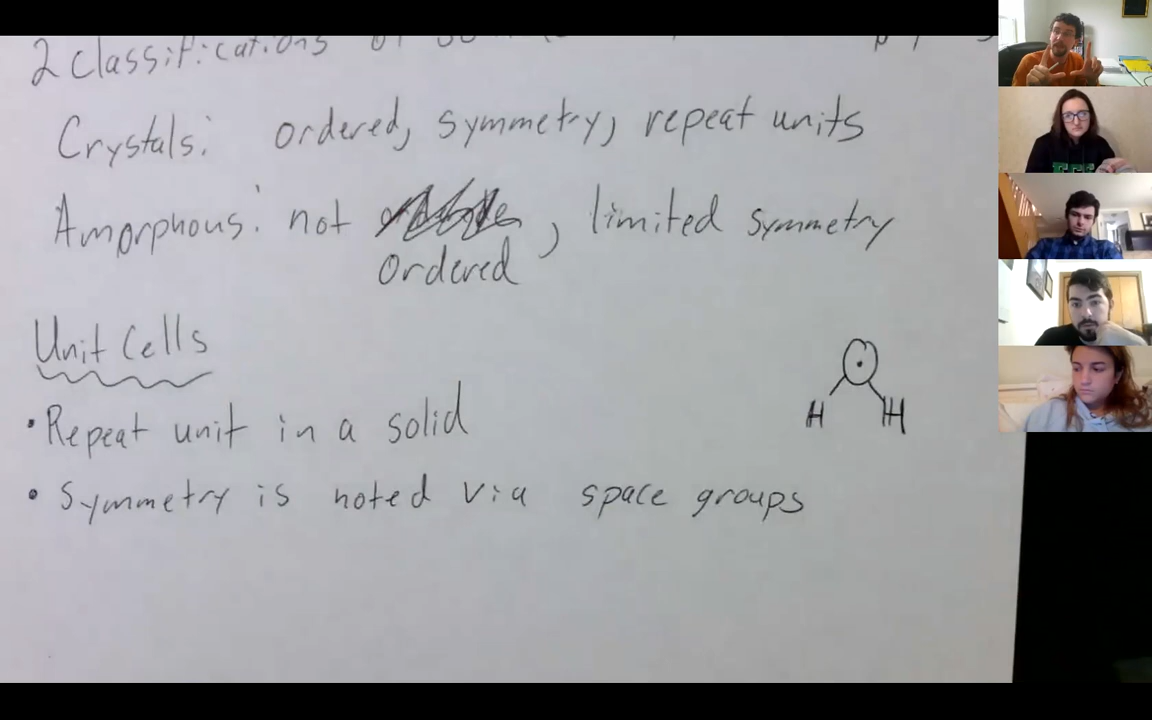 2 Classifications of
Crystals: ordered, symmetry, repeat units
Amorphous: not , limited symmetry
Ordered
Unit Cells
• Repeat unit in a solid
H H
• Symmetry is noted via space groups